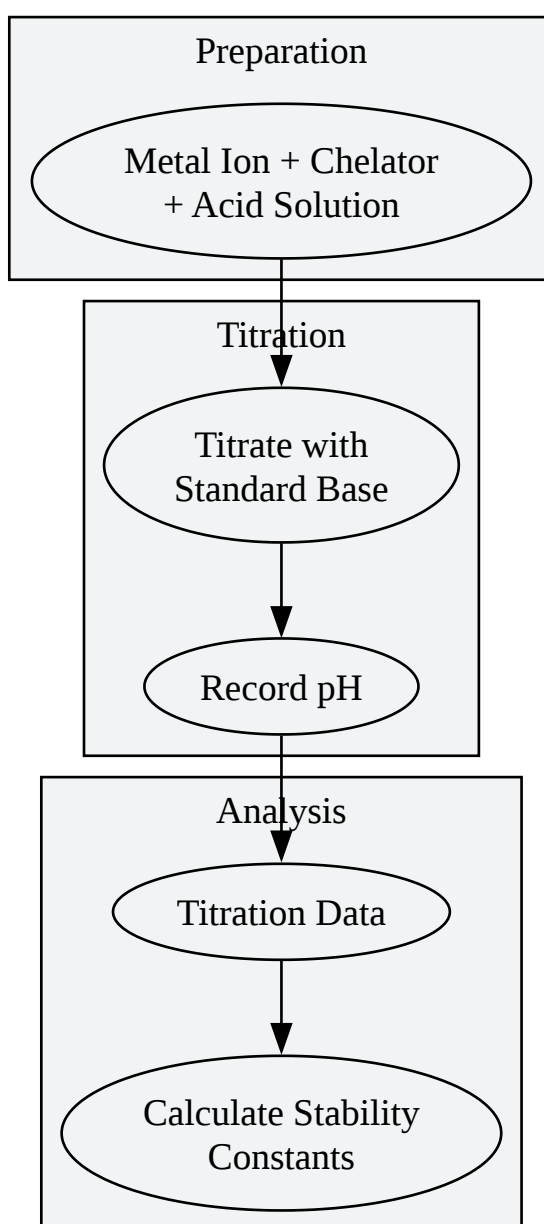 Preparation
Metal Ion + Chelator
+ Acid Solution
Titration
Titrate with
Standard Base
Record pH
Analysis
Titration Data
Calculate Stability
Constants